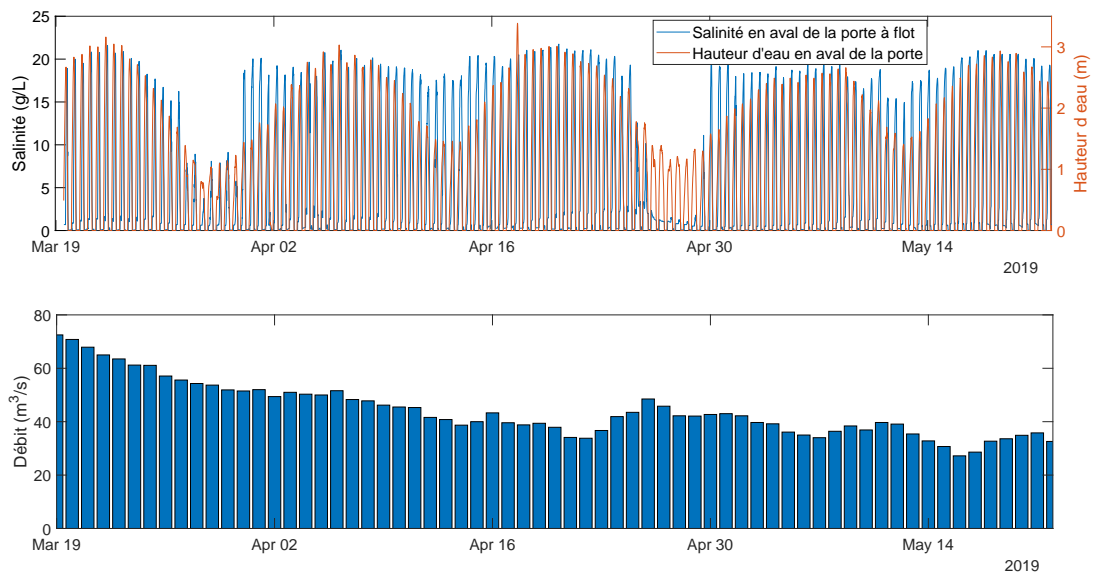 Salinité en aval de la porte à flot
Hauteur d'eau en aval de la porte
Salinité (g/L)
25
20
15
10
5
0
3
2
1
0
Hauteur d eau (m)
Mar 19
Apr 02
Apr 16
Apr 30
May 14
2019
Débit (m³/s)
80
60
40
20
0
Mar 19
Apr 02
Apr 16
Apr 30
May 14
2019